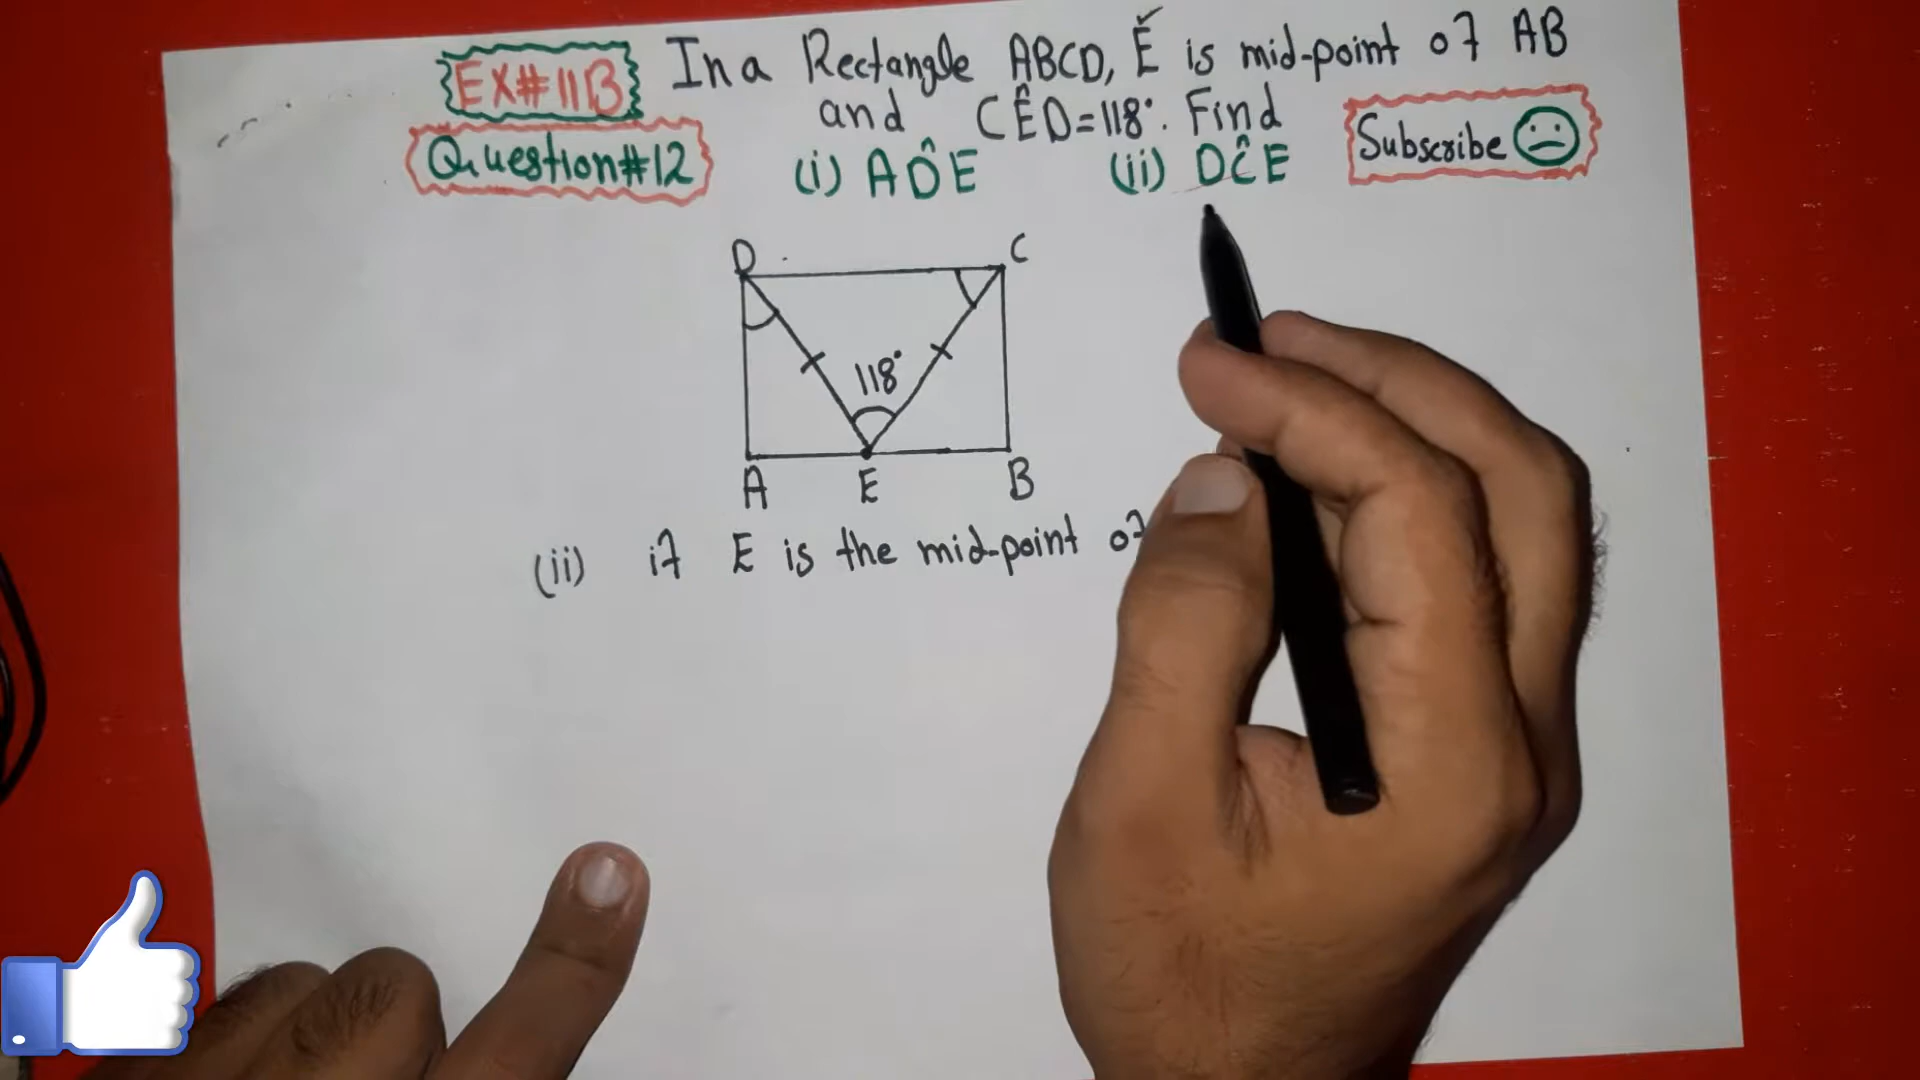 EX#11B
In a Rectangle ABCD, E is mid-point of AB
and CÊD=118°. Find
Question#12
(i) AD̂E (ii) DĈE
Subscribe
D C
118°
A E B
(ii) if E is the mid-point of